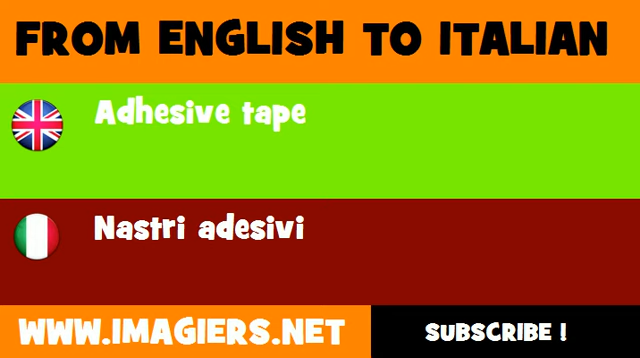 FROM ENGLISH TO ITALIAN
Adhesive tape
Nastri adesivi
WWW.IMAGIERS.NET
SUBSCRIBE !